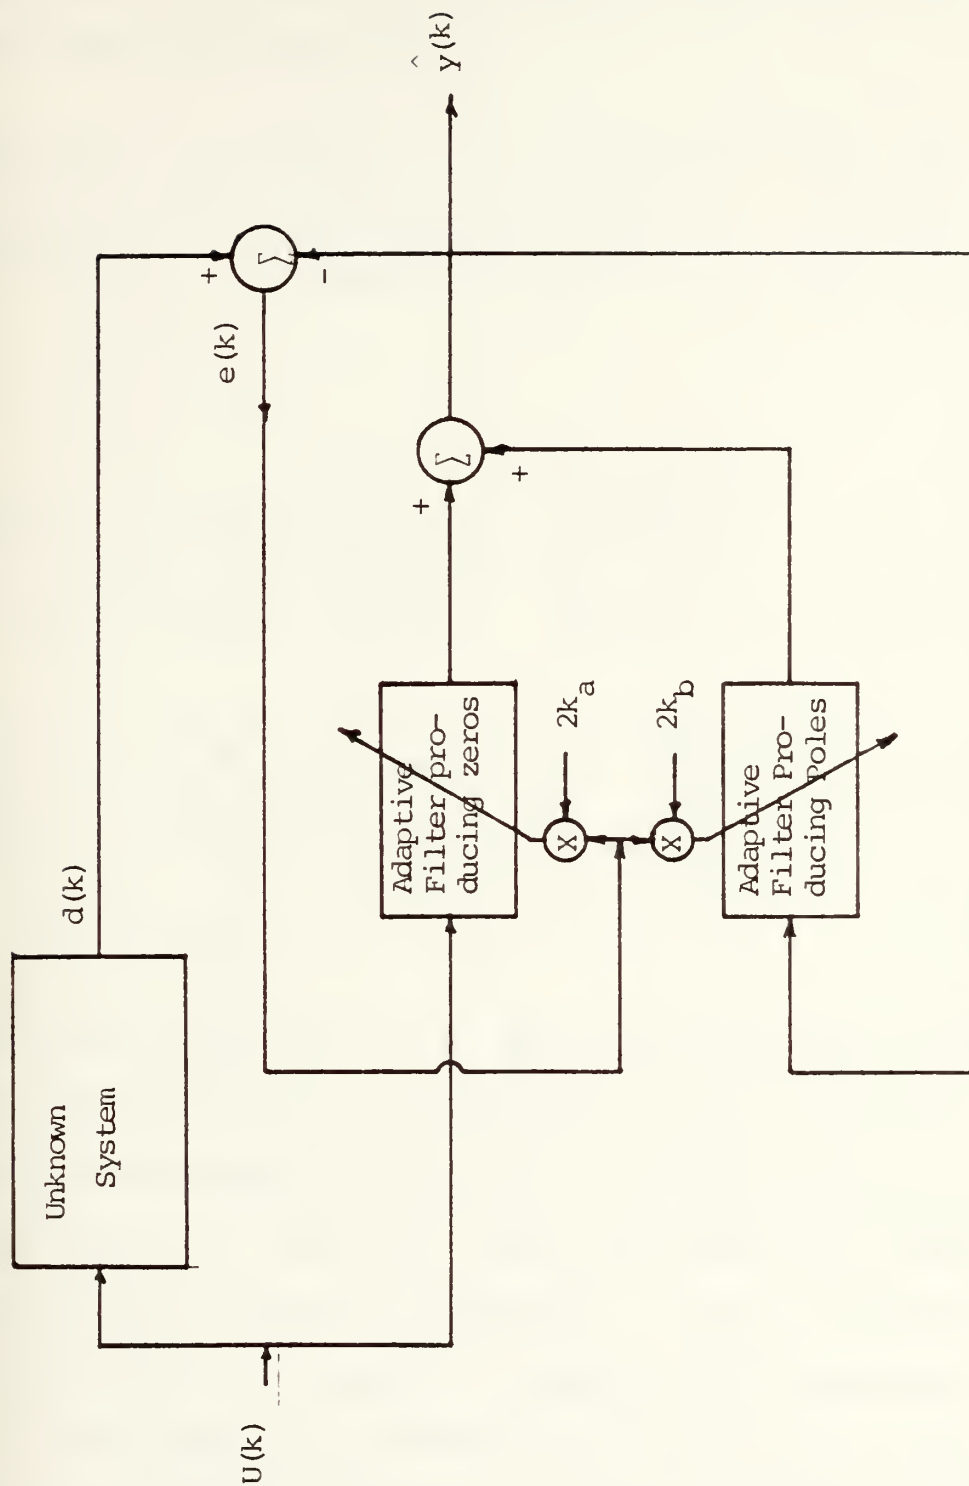 U(k)
Unknown
System
d(k)
+
Σ
-
e(k)
Adaptive
Filter pro-
ducing zeros
+
Σ
+
ŷ(k)
X
2k_a
X
2k_b
Adaptive
Filter Pro-
ducing Poles